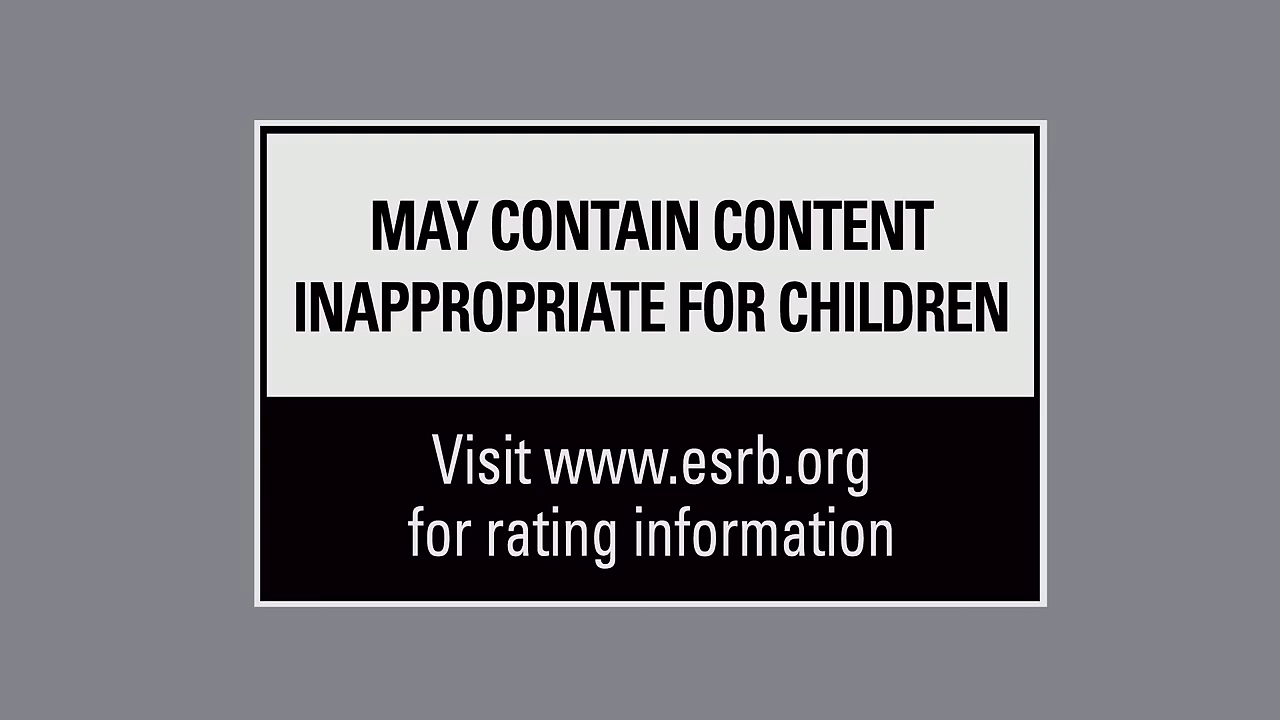 MAY CONTAIN CONTENT
INAPPROPRIATE FOR CHILDREN
Visit www.esrb.org
for rating information